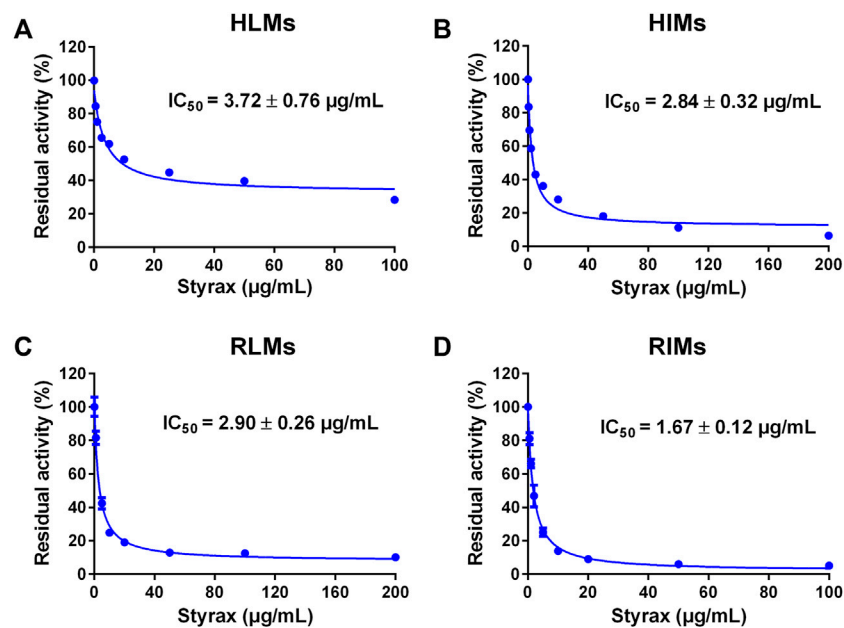 A
HLMs
Residual activity (%)
120
100
80
60
40
20
0
IC50 = 3.72 ± 0.76 µg/mL
0 20 40 60 80 100
Styrax (µg/mL)
B
HIMs
Residual activity (%)
120
100
80
60
40
20
0
IC50 = 2.84 ± 0.32 µg/mL
0 40 80 120 160 200
Styrax (µg/mL)
C
RLMs
Residual activity (%)
120
100
80
60
40
20
0
IC50 = 2.90 ± 0.26 µg/mL
0 40 80 120 160 200
Styrax (µg/mL)
D
RIMs
Residual activity (%)
120
100
80
60
40
20
0
IC50 = 1.67 ± 0.12 µg/mL
0 20 40 60 80 100
Styrax (µg/mL)